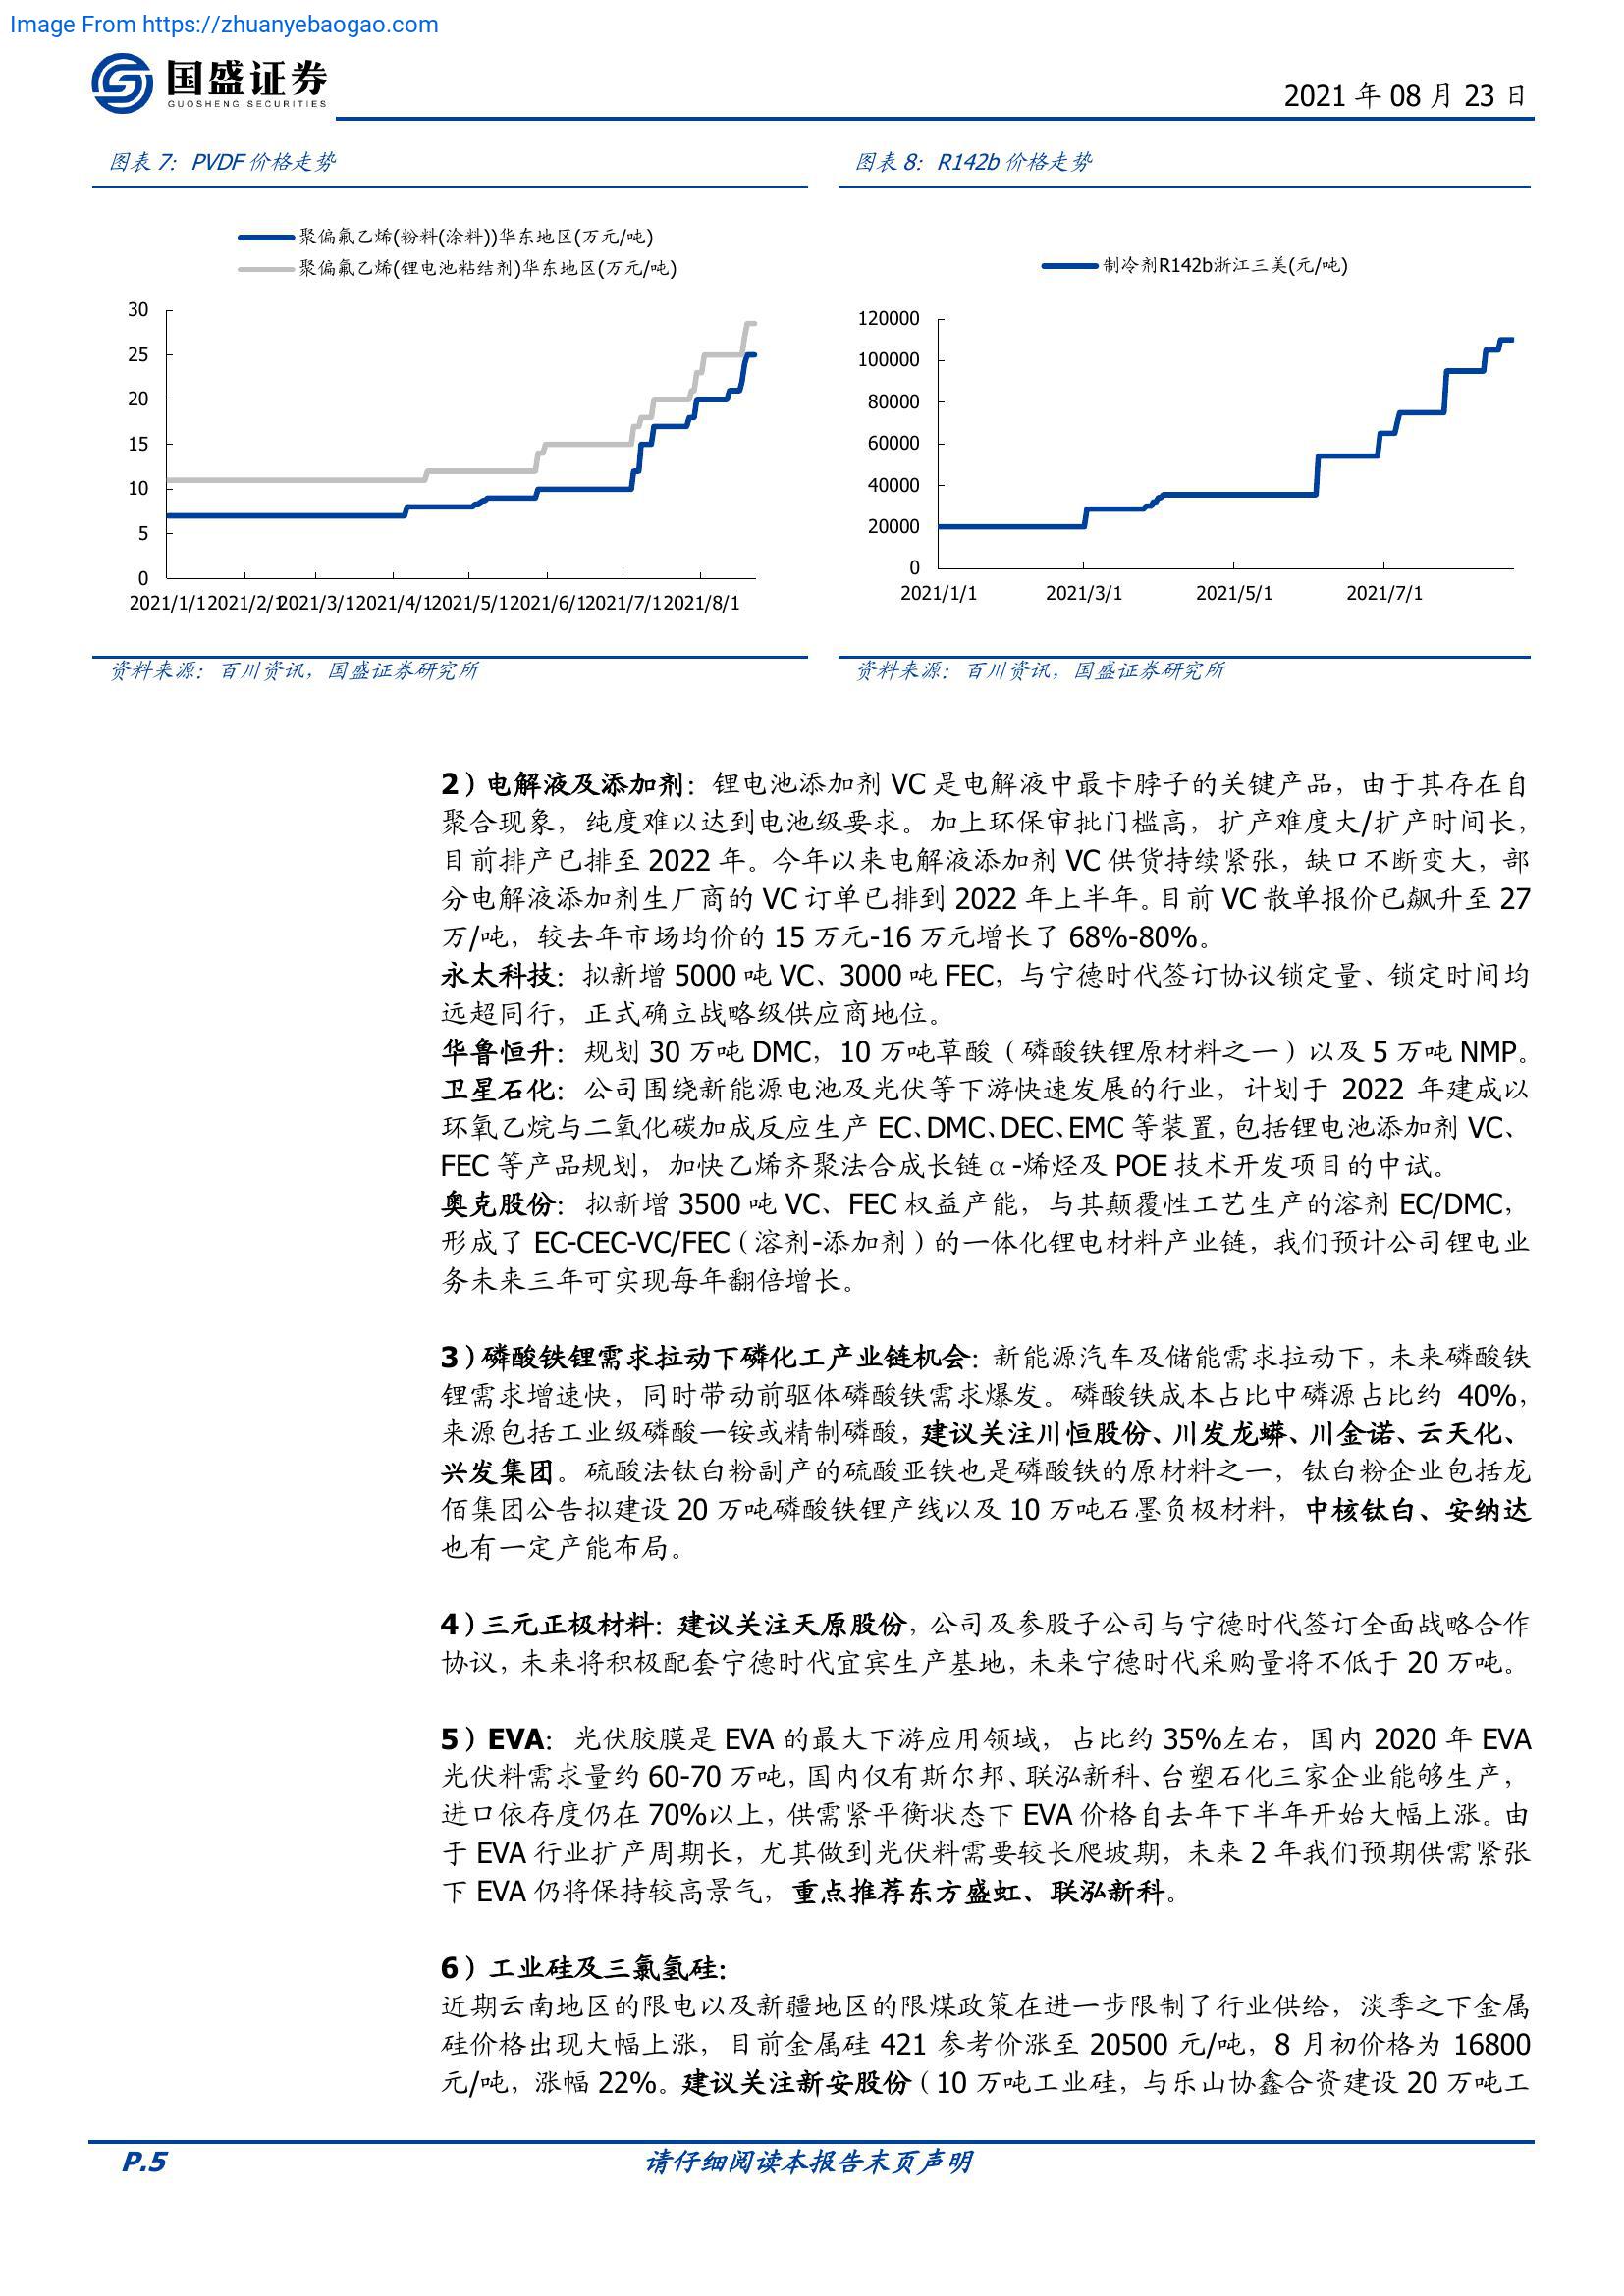 Image From https://zhuanyebaogao.com
国盛证券
GUOSHENG SECURITIES
2021 年 08 月 23 日
图表 7：PVDF 价格走势
聚偏氟乙烯(粉料(涂料))华东地区(万元/吨)
聚偏氟乙烯(锂电池粘结剂)华东地区(万元/吨)
30
25
20
15
10
5
0
2021/1/1 2021/2/1 2021/3/1 2021/4/1 2021/5/1 2021/6/1 2021/7/1 2021/8/1
资料来源：百川资讯，国盛证券研究所
图表 8：R142b 价格走势
制冷剂R142b浙江三美(元/吨)
120000
100000
80000
60000
40000
20000
0
2021/1/1 2021/3/1 2021/5/1 2021/7/1
资料来源：百川资讯，国盛证券研究所
2）电解液及添加剂：锂电池添加剂 VC 是电解液中最卡脖子的关键产品，由于其存在自
聚合现象，纯度难以达到电池级要求。加上环保审批门槛高，扩产难度大/扩产时间长，
目前排产已排至 2022 年。今年以来电解液添加剂 VC 供货持续紧张，缺口不断变大，部
分电解液添加剂生厂商的 VC 订单已排到 2022 年上半年。目前 VC 散单报价已飙升至 27
万/吨，较去年市场均价的 15 万元-16 万元增长了 68%-80%。
永太科技：拟新增 5000 吨 VC、3000 吨 FEC，与宁德时代签订协议锁定量、锁定时间均
远超同行，正式确立战略级供应商地位。
华鲁恒升：规划 30 万吨 DMC，10 万吨草酸（磷酸铁锂原材料之一）以及 5 万吨 NMP。
卫星石化：公司围绕新能源电池及光伏等下游快速发展的行业，计划于 2022 年建成以
环氧乙烷与二氧化碳加成反应生产 EC、DMC、DEC、EMC 等装置，包括锂电池添加剂 VC、
FEC 等产品规划，加快乙烯齐聚法合成长链α-烯烃及 POE 技术开发项目的中试。
奥克股份：拟新增 3500 吨 VC、FEC 权益产能，与其颠覆性工艺生产的溶剂 EC/DMC，
形成了 EC-CEC-VC/FEC（溶剂-添加剂）的一体化锂电材料产业链，我们预计公司锂电业
务未来三年可实现每年翻倍增长。
3）磷酸铁锂需求拉动下磷化工产业链机会：新能源汽车及储能需求拉动下，未来磷酸铁
锂需求增速快，同时带动前驱体磷酸铁需求爆发。磷酸铁成本占比中磷源占比约 40%，
来源包括工业级磷酸一铵或精制磷酸，建议关注川恒股份、川发龙蟒、川金诺、云天化、
兴发集团。硫酸法钛白粉副产的硫酸亚铁也是磷酸铁的原材料之一，钛白粉企业包括龙
佰集团公告拟建设 20 万吨磷酸铁锂产线以及 10 万吨石墨负极材料，中核钛白、安纳达
也有一定产能布局。
4）三元正极材料：建议关注天原股份，公司及参股子公司与宁德时代签订全面战略合作
协议，未来将积极配套宁德时代宜宾生产基地，未来宁德时代采购量将不低于 20 万吨。
5）EVA：光伏胶膜是 EVA 的最大下游应用领域，占比约 35%左右，国内 2020 年 EVA
光伏料需求量约 60-70 万吨，国内仅有斯尔邦、联泓新科、台塑石化三家企业能够生产，
进口依存度仍在 70%以上，供需紧平衡状态下 EVA 价格自去年下半年开始大幅上涨。由
于 EVA 行业扩产周期长，尤其做到光伏料需要较长爬坡期，未来 2 年我们预期供需紧张
下 EVA 仍将保持较高景气，重点推荐东方盛虹、联泓新科。
6）工业硅及三氯氢硅：
近期云南地区的限电以及新疆地区的限煤政策在进一步限制了行业供给，淡季之下金属
硅价格出现大幅上涨，目前金属硅 421 参考价涨至 20500 元/吨，8 月初价格为 16800
元/吨，涨幅 22%。建议关注新安股份（10 万吨工业硅，与乐山协鑫合资建设 20 万吨工
P.5
请仔细阅读本报告末页声明